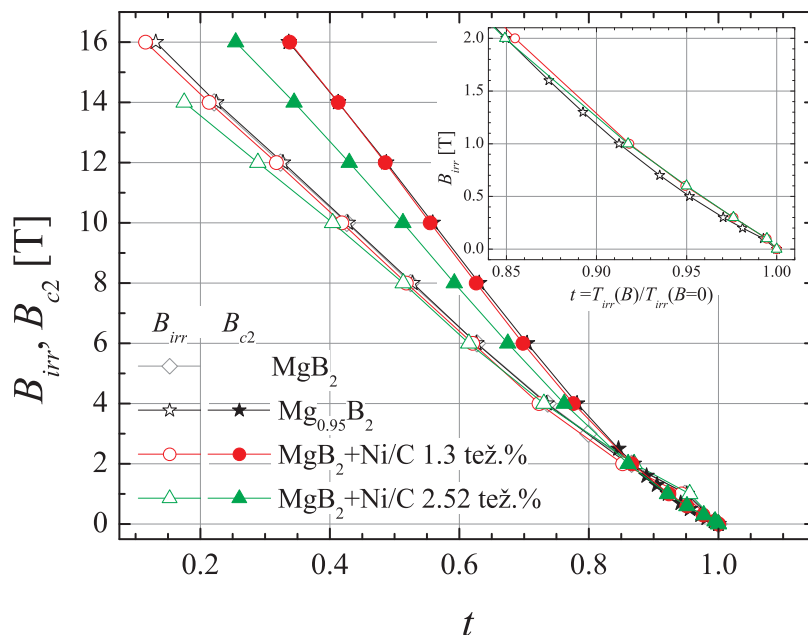 16
14
12
10
8
6
4
2
0
B_irr, B_c2 [T]
0.2 0.4 0.6 0.8 1.0
t
B_irr B_c2
MgB₂
Mg₀.₉₅B₂
MgB₂+Ni/C 1.3 tež.%
MgB₂+Ni/C 2.52 tež.%
2.0
1.5
1.0
0.5
0.0
B_irr [T]
0.85 0.90 0.95 1.00
t =T_irr(B)/T_irr(B=0)